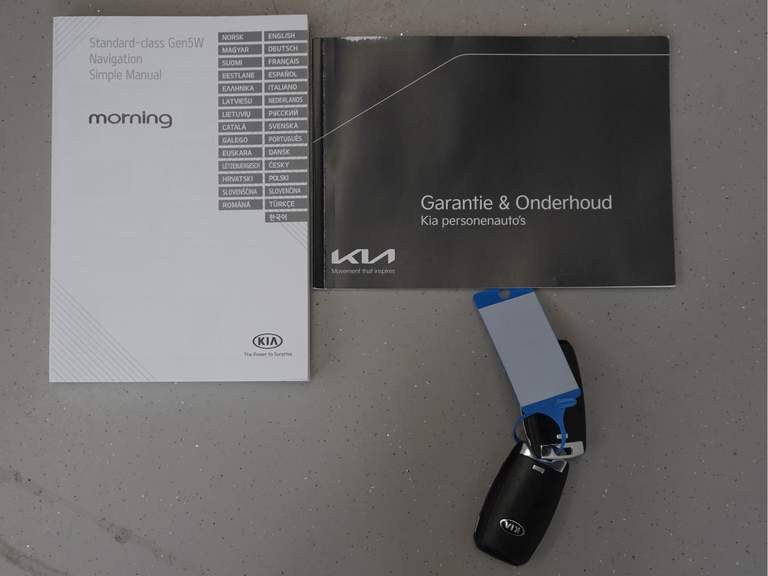 Standard-class Gen5W
Navigation
Simple Manual
morning
NORSK ENGLISH
MAGYAR DEUTSCH
SUOMI FRANÇAIS
EESTLANE ESPAÑOL
ΕΛΛΗΝΙΚΑ ITALIANO
LATVIEŠU NEDERLANDS
LIETUVIŲ РУССКИЙ
CATALÀ SVENSKA
GALEGO PORTUGUÊS
EUSKARA DANSK
LËTZEBUERGESCH ČESKY
HRVATSKI POLSKI
SLOVENŠČINA SLOVENČINA
ROMÂNĂ TÜRKÇE
한국어
KIA
The Power to Surprise
Garantie & Onderhoud
Kia personenauto's
KIA
Movement that inspires
KIA